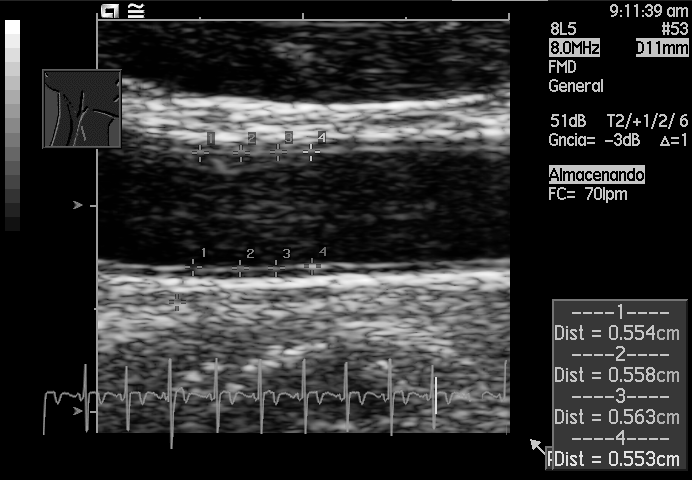 9:11:39 am
8L5 #53
8.0MHz D11mm
FMD
General
51dB T2/+1/2/ 6
Gncia= -3dB Δ=1
Almacenando
FC= 70lpm
1 2 3 4
1 2 3 4
----1----
Dist = 0.554cm
----2----
Dist = 0.558cm
----3----
Dist = 0.563cm
----4----
Dist = 0.553cm